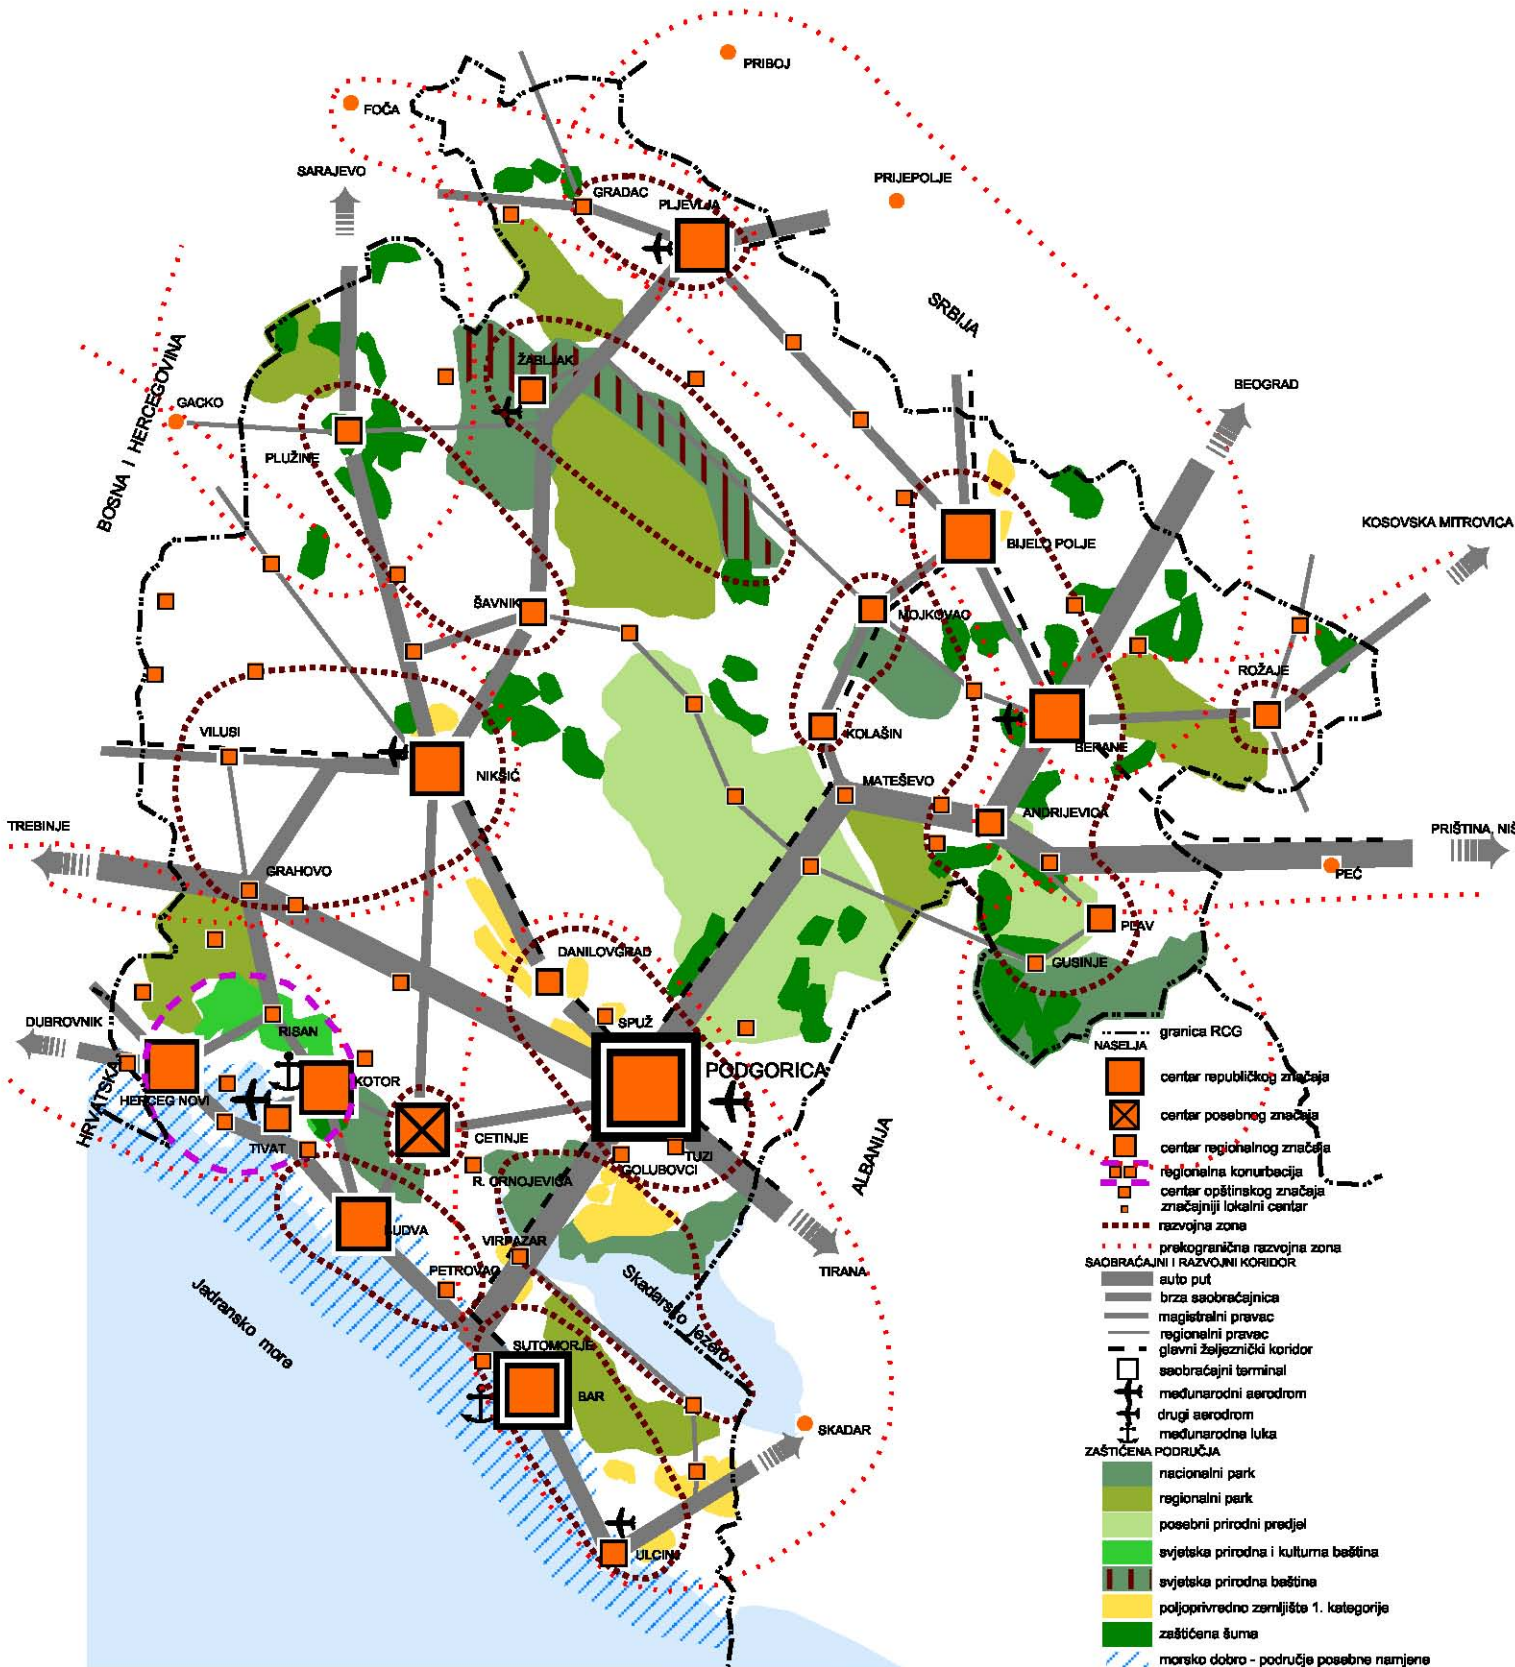 PRIBOJ
FOČA
SARAJEVO
PRIJEPOLJE
GRADAC
PLJEVLJA
SRBIJA
BOSNA I HERCEGOVINA
ŽABLJAK
BEOGRAD
GACKO
PLUŽINE
KOSOVSKA MITROVICA
BIJELO POLJE
ŠAVNIK
MOJKOVAC
ROŽAJE
VILUSI
KOLAŠIN
BERANE
NIKŠIĆ
MATEŠEVO
ANDRIJEVICA
TREBINJE
PRIŠTINA, NIŠ
GRAHOVO
PEĆ
PLAV
DANILOVGRAD
GUSINJE
DUBROVNIK
RISAN
SPUŽ
HRVATSKA
HERCEG NOVI
KOTOR
PODGORICA
TIVAT
CETINJE
TUZI
GOLUBOVCI
R. CRNOJEVIĆA
ALBANIJA
BUDVA
VIRPAZAR
PETROVAC
TIRANA
Skadarsko jezero
Jadransko more
SUTOMORJE
BAR
SKADAR
ULCINJ
granica RCG
NASELJA
centar republičkog značaja
centar posebnog značaja
centar regionalnog značaja
regionalna konurbacija
centar opštinskog značaja
značajniji lokalni centar
razvojna zona
prekogranična razvojna zona
SAOBRAĆAJNI I RAZVOJNI KORIDOR
auto put
brza saobraćajnica
magistralni pravac
regionalni pravac
glavni željeznički koridor
saobraćajni terminal
međunarodni aerodrom
drugi aerodrom
međunarodna luka
ZAŠTIĆENA PODRUČJA
nacionalni park
regionalni park
posebni prirodni predjel
svjetska prirodna i kulturna baština
svjetska prirodna baština
poljoprivredno zemljište 1. kategorije
zaštićena šuma
morsko dobro - područje posebne namjene